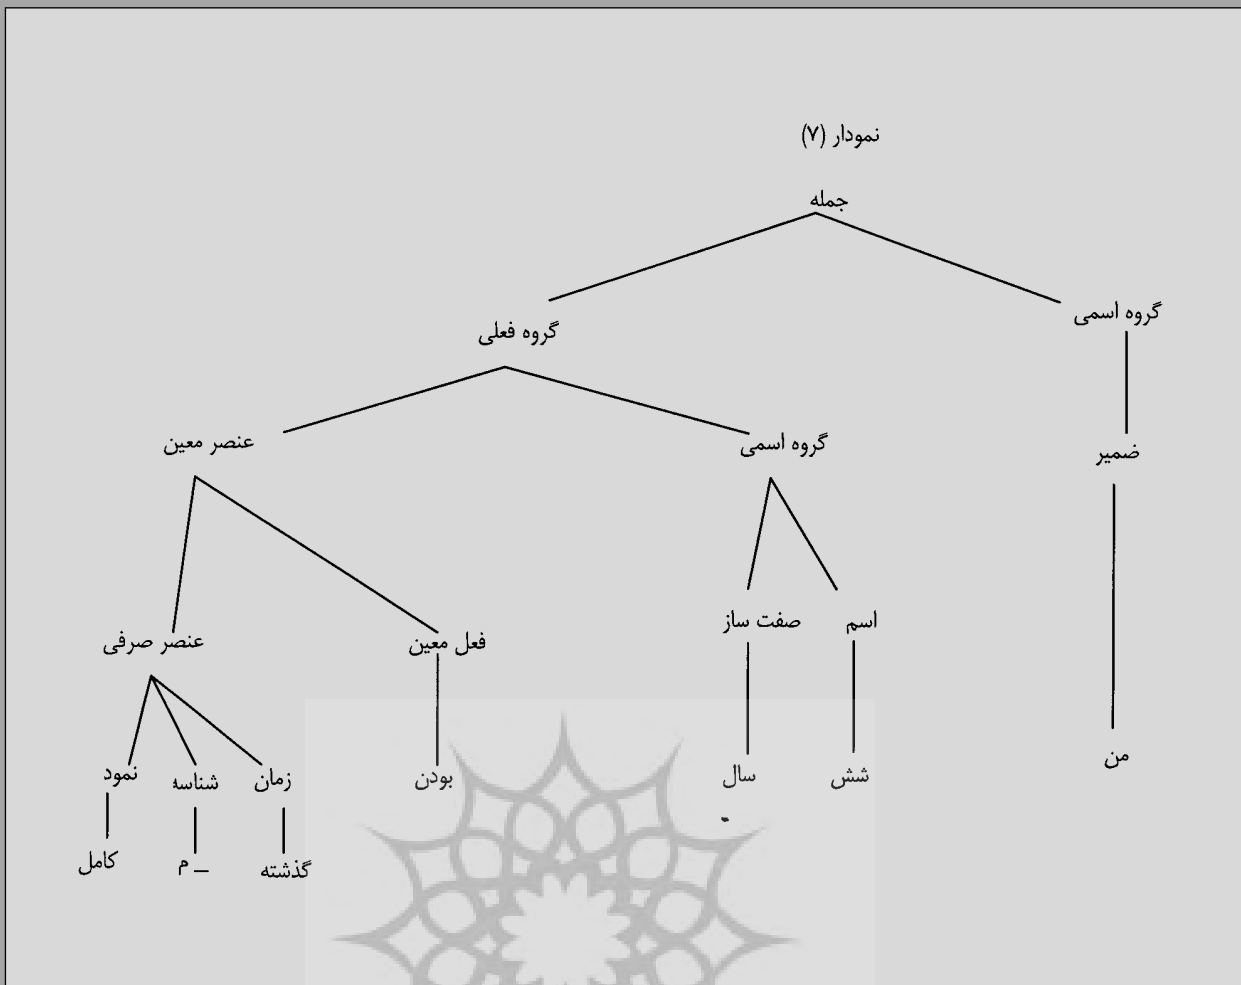 نمودار (۷)
جمله
گروه اسمی
گروه فعلی
گروه اسمی
عنصر معین
ضمیر
اسم
صفت ساز
فعل معین
عنصر صرفی
من
شش
سال
بودن
زمان
شناسه
نمود
گذشته
_ م
کامل